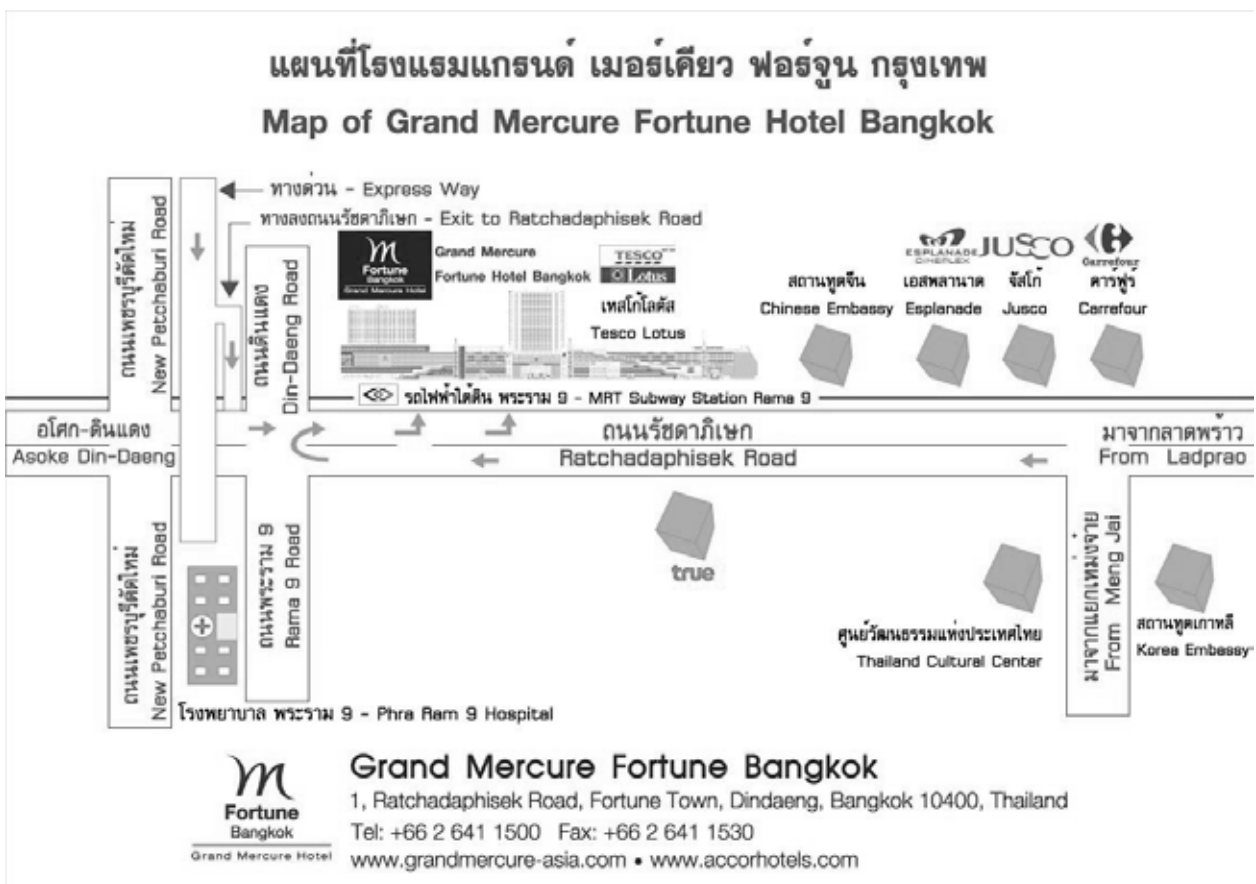 แผนที่โรงแรมแกรนด์ เมอร์เคียว ฟอร์จูน กรุงเทพ
Map of Grand Mercure Fortune Hotel Bangkok
ทางด่วน - Express Way
ทางลงถนนรัชดาภิเษก - Exit to Ratchadaphisek Road
ถนนเพชรบุรีตัดใหม่
New Petchaburi Road
ถนนดินแดง
Din-Daeng Road
m
Fortune
Bangkok
Grand Mercure Hotel
Grand Mercure
Fortune Hotel Bangkok
TESCO
Lotus
เทสโก้โลตัส
Tesco Lotus
สถานทูตจีน
Chinese Embassy
ESPLANADE
CINEPLEX
เอสพลานาด
Esplanade
JUSCO
จัสโก้
Jusco
Carrefour
คาร์ฟูร์
Carrefour
รถไฟฟ้าใต้ดิน พระราม 9 - MRT Subway Station Rama 9
อโศก-ดินแดง
Asoke Din-Daeng
ถนนรัชดาภิเษก
Ratchadaphisek Road
มาจากลาดพร้าว
From Ladprao
ถนนเพชรบุรีตัดใหม่
New Petchaburi Road
ถนนพระราม 9
Rama 9 Road
true
ศูนย์วัฒนธรรมแห่งประเทศไทย
Thailand Cultural Center
มาจากแยกเหม่งจ๋าย
From Meng Jai
สถานทูตเกาหลี
Korea Embassy
โรงพยาบาล พระราม 9 - Phra Ram 9 Hospital
m
Fortune
Bangkok
Grand Mercure Hotel
Grand Mercure Fortune Bangkok
1, Ratchadaphisek Road, Fortune Town, Dindaeng, Bangkok 10400, Thailand
Tel: +66 2 641 1500 Fax: +66 2 641 1530
www.grandmercure-asia.com • www.accorhotels.com